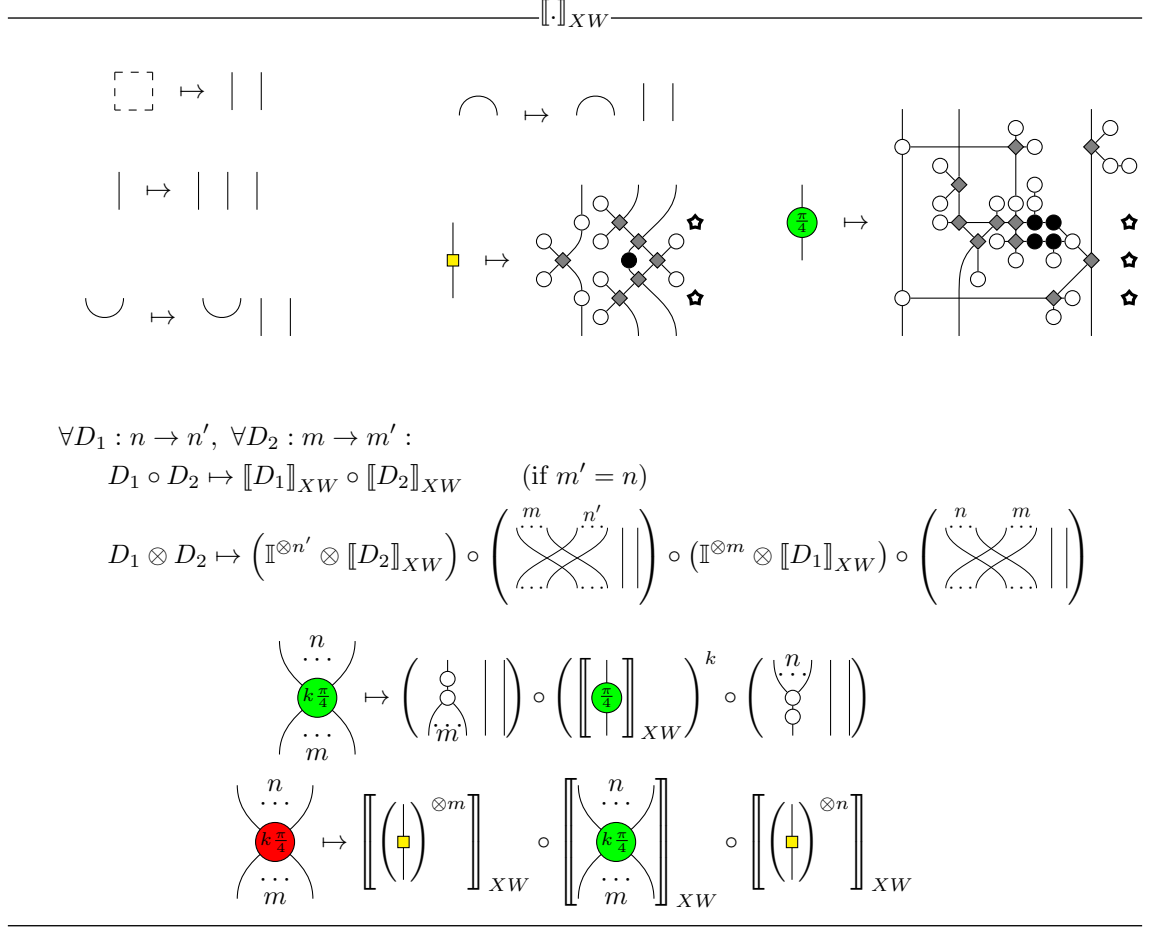 ⟦.⟧_{XW}
↦ ↦ ↦
π/4 ↦
↦ ↦
∀D_1 : n → n′, ∀D_2 : m → m′ :
D_1 ∘ D_2 ↦ ⟦D_1⟧_{XW} ∘ ⟦D_2⟧_{XW} (if m′ = n)
D_1 ⊗ D_2 ↦ (𝕀^{⊗n′} ⊗ ⟦D_2⟧_{XW}) ∘ ( m ··· n′ ··· ··· ··· ) ∘ (𝕀^{⊗m} ⊗ ⟦D_1⟧_{XW}) ∘ ( n ··· m ··· ··· ··· )
n ··· kπ/4 ··· m ↦ ( ··· m ) ∘ (⟦ π/4 ⟧_{XW})^k ∘ ( n ··· )
n ··· kπ/4 ··· m ↦ ⟦( )^{⊗m}⟧_{XW} ∘ ⟦ n ··· kπ/4 ··· m ⟧_{XW} ∘ ⟦( )^{⊗n}⟧_{XW}